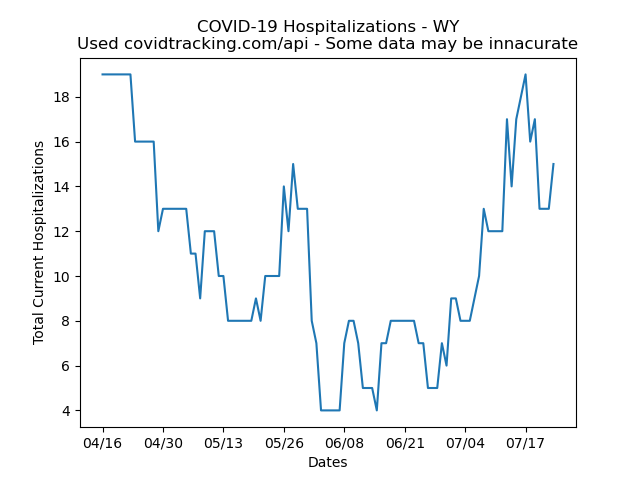 COVID-19 Hospitalizations - WY
Used covidtracking.com/api - Some data may be innacurate
Total Current Hospitalizations
18
16
14
12
10
8
6
4
04/16 04/30 05/13 05/26 06/08 06/21 07/04 07/17
Dates